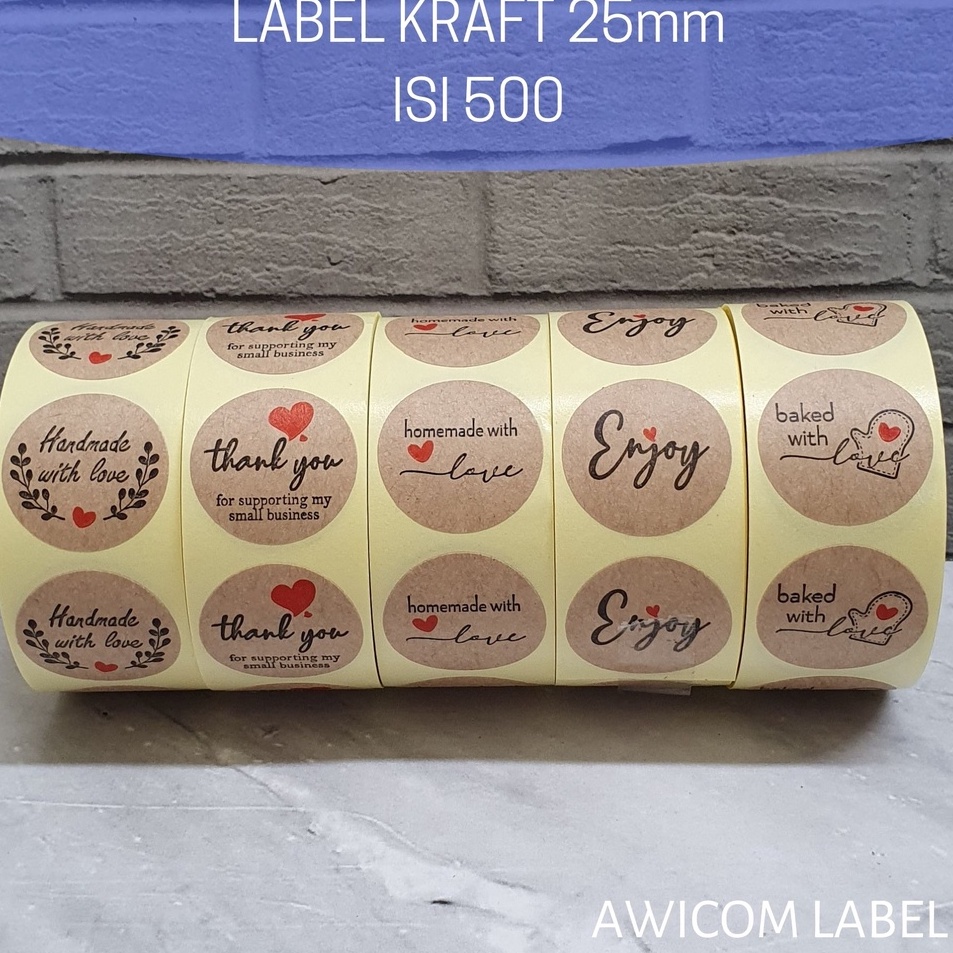 LABEL KRAFT 25mm
ISI 500
Handmade
with love
thank you
for supporting my
small business
homemade with
love
Enjoy
baked
with love
Handmade
with love
thank you
for supporting my
small business
homemade with
love
Enjoy
baked
with love
Handmade
with love
thank you
for supporting my
small business
homemade with
love
Enjoy
baked
with love
AWICOM LABEL